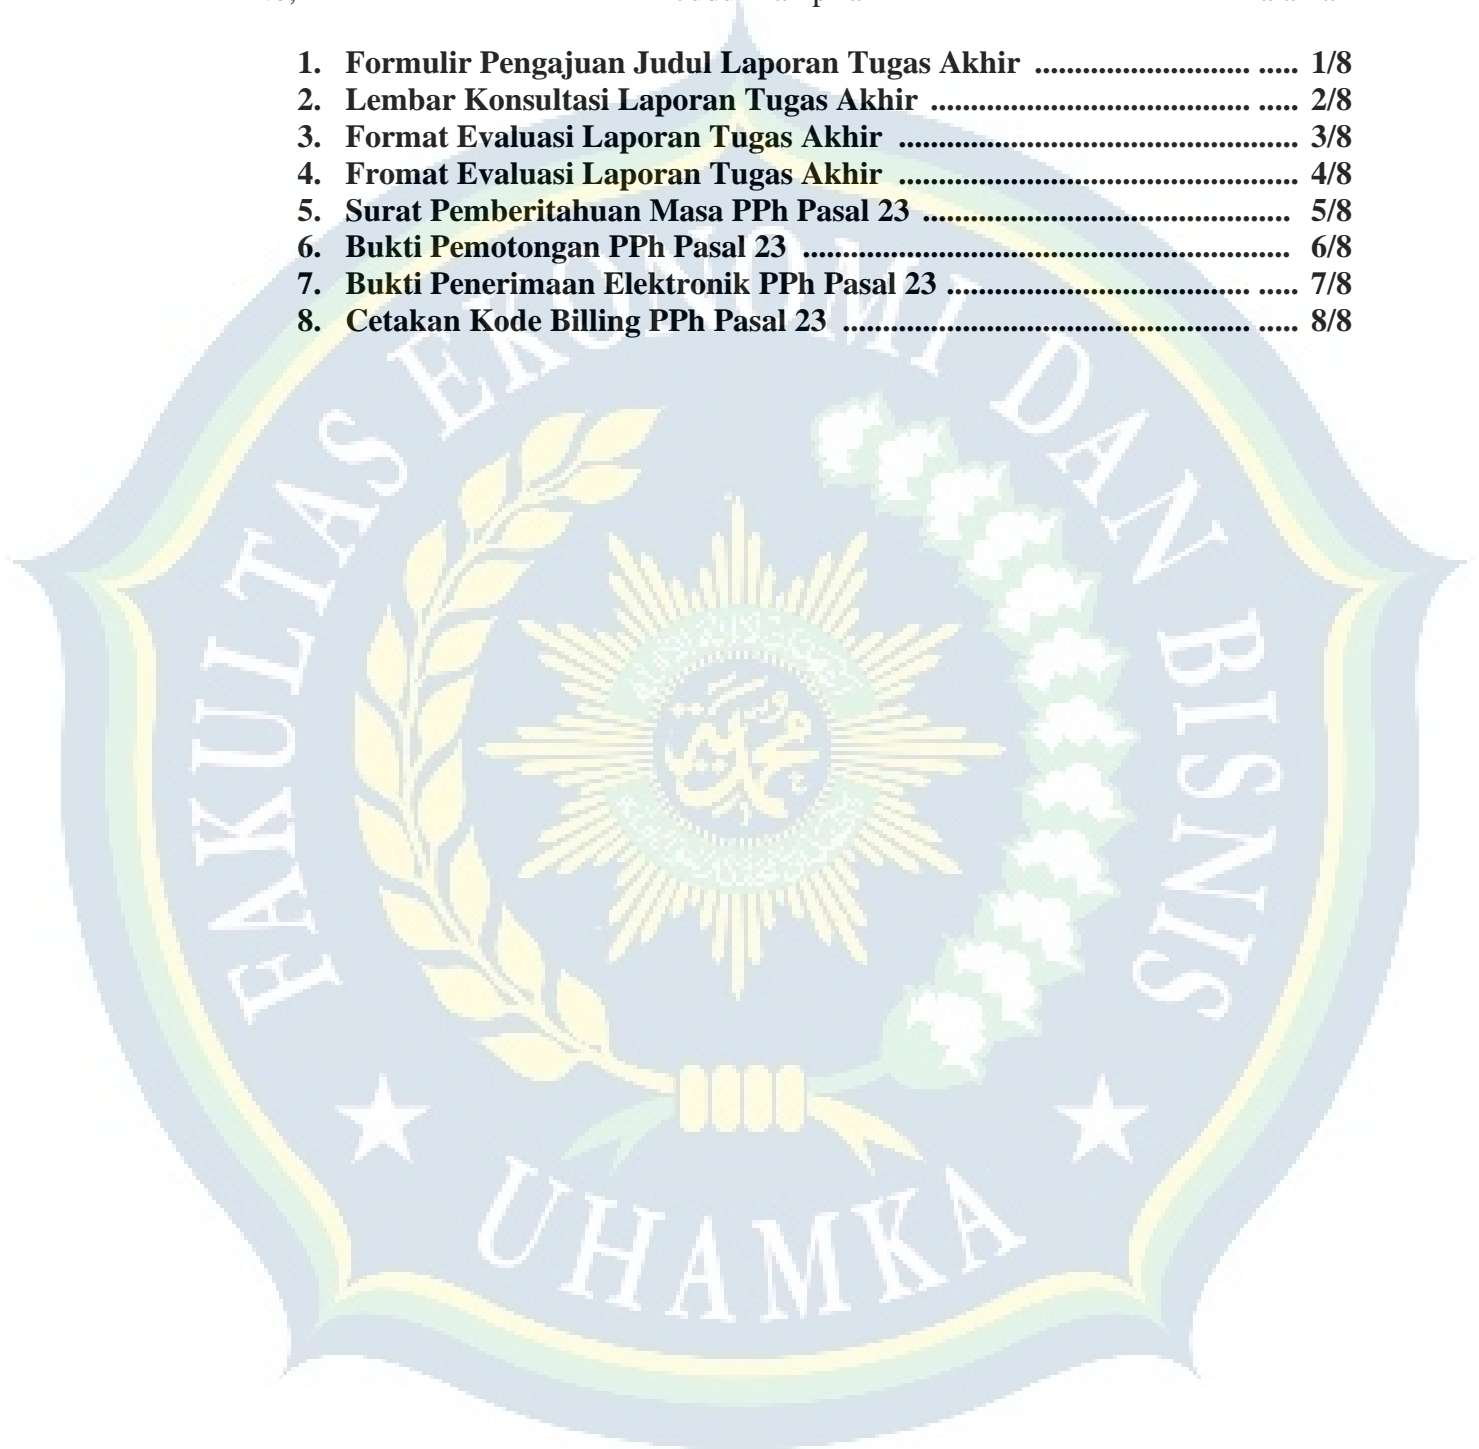 1. Formulir Pengajuan Judul Laporan Tugas Akhir ........................... ..... 1/8
2. Lembar Konsultasi Laporan Tugas Akhir ........................................ ..... 2/8
3. Format Evaluasi Laporan Tugas Akhir .................................................. 3/8
4. Fromat Evaluasi Laporan Tugas Akhir .................................................. 4/8
5. Surat Pemberitahuan Masa PPh Pasal 23 .............................................. 5/8
6. Bukti Pemotongan PPh Pasal 23 ............................................................. 6/8
7. Bukti Penerimaan Elektronik PPh Pasal 23 ...................................... ..... 7/8
8. Cetakan Kode Billing PPh Pasal 23 ................................................... ..... 8/8
FAKULTAS EKONOMI DAN BISNIS
UHAMKA